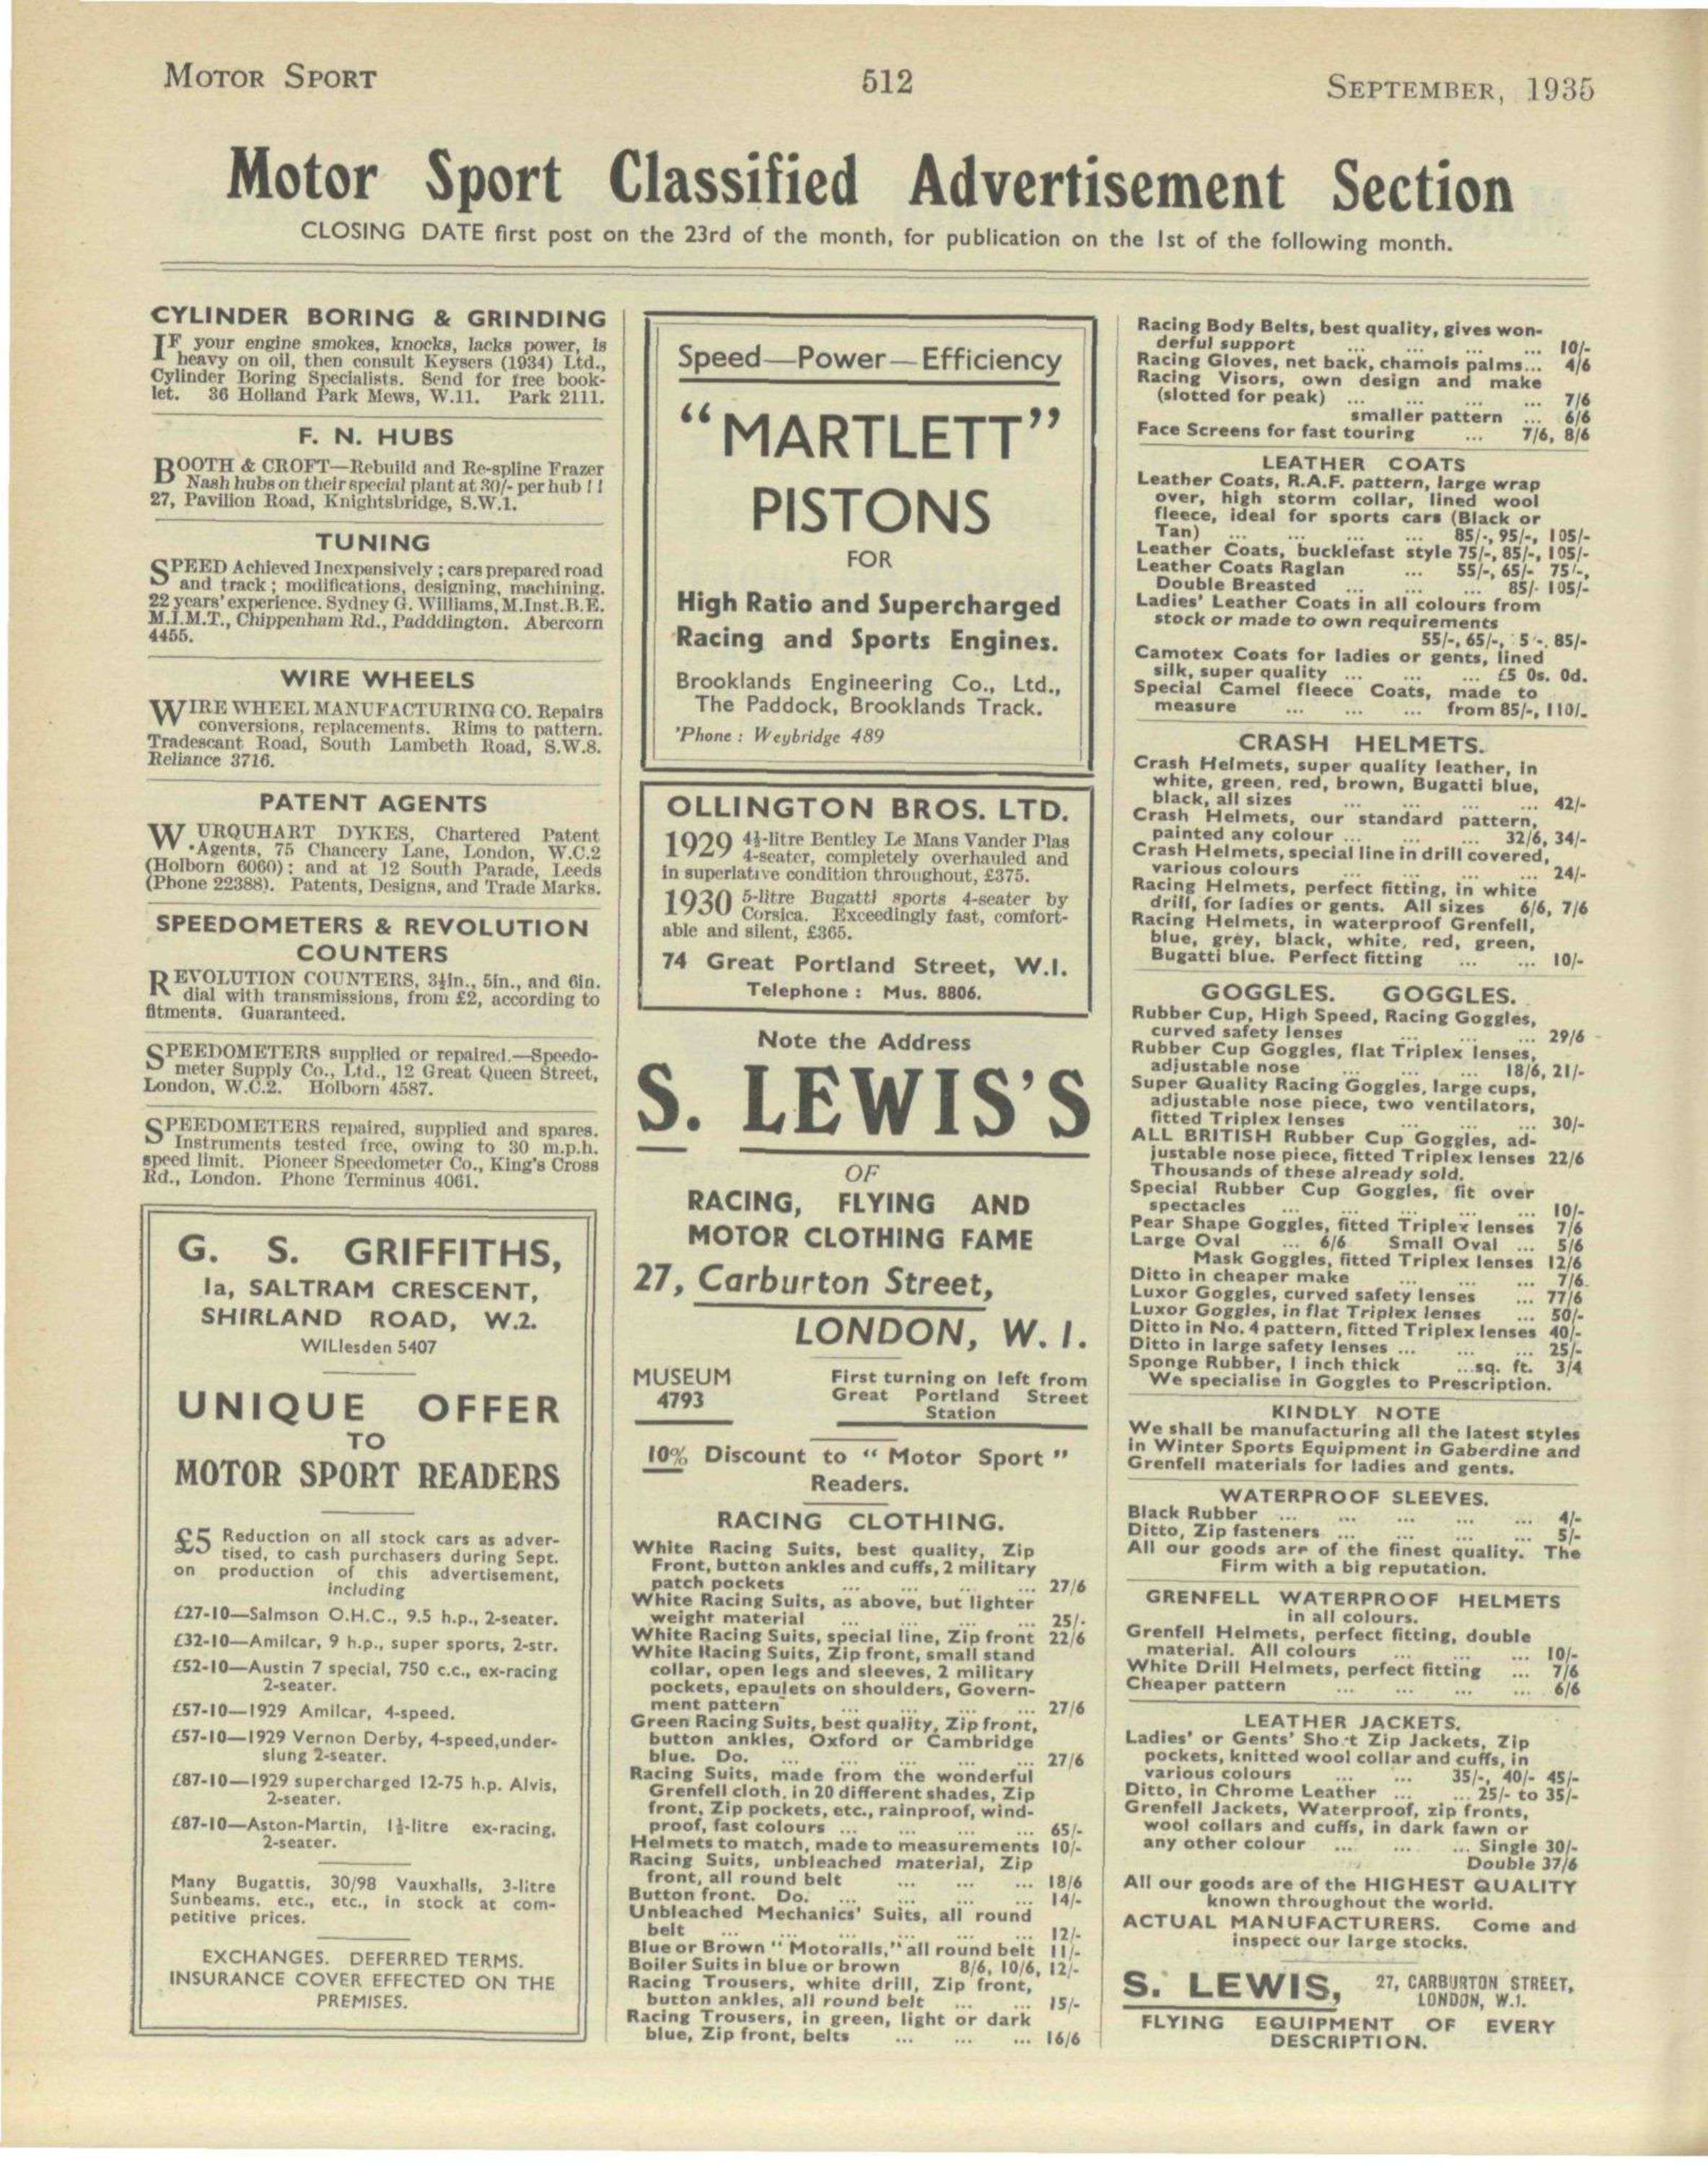 MOTOR SPORT
512
SEPTEMBER, 1935
Motor Sport Classified Advertisement Section
CLOSING DATE first post on the 23rd of the month, for publication on the 1st of the following month.
CYLINDER BORING & GRINDING
IF your engine smokes, knocks, lacks power, is
heavy on oil, then consult Keysers (1934) Ltd.,
Cylinder Boring Specialists. Send for free book-
let. 36 Holland Park Mews, W.11. Park 2111.
F. N. HUBS
BOOTH & CROFT—Rebuild and Re-spline Frazer
Nash hubs on their special plant at 30/- per hub ! !
27, Pavilion Road, Knightsbridge, S.W.1.
TUNING
SPEED Achieved Inexpensively ; cars prepared road
and track ; modifications, designing, machining.
22 years' experience. Sydney G. Williams, M.Inst.B.E.
M.I.M.T., Chippenham Rd., Padddington. Abercorn
4455.
WIRE WHEELS
WIRE WHEEL MANUFACTURING CO. Repairs
conversions, replacements. Rims to pattern.
Tradescant Road, South Lambeth Road, S.W.8.
Reliance 3716.
PATENT AGENTS
W. URQUHART DYKES, Chartered Patent
Agents, 75 Chancery Lane, London, W.C.2
(Holborn 6060) ; and at 12 South Parade, Leeds
(Phone 22388). Patents, Designs, and Trade Marks.
SPEEDOMETERS & REVOLUTION
COUNTERS
REVOLUTION COUNTERS, 3½in., 5in., and 6in.
dial with transmissions, from £2, according to
fitments. Guaranteed.
SPEEDOMETERS supplied or repaired.—Speedo-
meter Supply Co., Ltd., 12 Great Queen Street,
London, W.C.2. Holborn 4587.
SPEEDOMETERS repaired, supplied and spares.
Instruments tested free, owing to 30 m.p.h.
speed limit. Pioneer Speedometer Co., King's Cross
Rd., London. Phone Terminus 4061.
G. S. GRIFFITHS,
1a, SALTRAM CRESCENT,
SHIRLAND ROAD, W.2.
WILlesden 5407
UNIQUE OFFER
TO
MOTOR SPORT READERS
£5 Reduction on all stock cars as adver-
tised, to cash purchasers during Sept.
on production of this advertisement,
including
£27-10—Salmson O.H.C., 9.5 h.p., 2-seater.
£32-10—Amilcar, 9 h.p., super sports, 2-str.
£52-10—Austin 7 special, 750 c.c., ex-racing
2-seater.
£57-10—1929 Amilcar, 4-speed.
£57-10—1929 Vernon Derby, 4-speed,under-
slung 2-seater.
£87-10—1929 supercharged 12-75 h.p. Alvis,
2-seater.
£87-10—Aston-Martin, 1½-litre ex-racing,
2-seater.
Many Bugattis, 30/98 Vauxhalls, 3-litre
Sunbeams, etc., etc., in stock at com-
petitive prices.
EXCHANGES. DEFERRED TERMS.
INSURANCE COVER EFFECTED ON THE
PREMISES.
Speed—Power—Efficiency
"MARTLETT"
PISTONS
FOR
High Ratio and Supercharged
Racing and Sports Engines.
Brooklands Engineering Co., Ltd.,
The Paddock, Brooklands Track.
'Phone : Weybridge 489
OLLINGTON BROS. LTD.
1929 4½-litre Bentley Le Mans Vander Plas
4-seater, completely overhauled and
in superlative condition throughout, £375.
1930 5-litre Bugatti sports 4-seater by
Corsica. Exceedingly fast, comfort-
able and silent, £365.
74 Great Portland Street, W.1.
Telephone : Mus. 8806.
Note the Address
S. LEWIS'S
OF
RACING, FLYING AND
MOTOR CLOTHING FAME
27, Carburton Street,
LONDON, W. 1.
MUSEUM
4793
First turning on left from
Great Portland Street
Station
10% Discount to " Motor Sport "
Readers.
RACING CLOTHING.
White Racing Suits, best quality, Zip
Front, button ankles and cuffs, 2 military
patch pockets ... ... ... ... 27/6
White Racing Suits, as above, but lighter
weight material ... ... ... ... 25/-
White Racing Suits, special line, Zip front 22/6
White Racing Suits, Zip front, small stand
collar, open legs and sleeves, 2 military
pockets, epaulets on shoulders, Govern-
ment pattern ... ... ... ... 27/6
Green Racing Suits, best quality, Zip front,
button ankles, Oxford or Cambridge
blue. Do. ... ... ... ... 27/6
Racing Suits, made from the wonderful
Grenfell cloth, in 20 different shades, Zip
front, Zip pockets, etc., rainproof, wind-
proof, fast colours ... ... ... ... 65/-
Helmets to match, made to measurements 10/-
Racing Suits, unbleached material, Zip
front, all round belt ... ... ... 18/6
Button front. Do. ... ... ... ... 14/-
Unbleached Mechanics' Suits, all round
belt ... ... ... ... ... 12/-
Blue or Brown " Motoralls," all round belt 11/-
Boiler Suits in blue or brown 8/6, 10/6, 12/-
Racing Trousers, white drill, Zip front,
button ankles, all round belt ... ... 15/-
Racing Trousers, in green, light or dark
blue, Zip front, belts ... ... ... 16/6
Racing Body Belts, best quality, gives won-
derful support ... ... ... ... 10/-
Racing Gloves, net back, chamois palms... 4/6
Racing Visors, own design and make
(slotted for peak) ... ... ... ... 7/6
smaller pattern ... 6/6
Face Screens for fast touring ... 7/6, 8/6
LEATHER COATS
Leather Coats, R.A.F. pattern, large wrap
over, high storm collar, lined wool
fleece, ideal for sports cars (Black or
Tan) ... ... ... ... 85/-, 95/-, 105/-
Leather Coats, bucklefast style 75/-, 85/-, 105/-
Leather Coats Raglan ... 55/-, 65/- 75/-,
Double Breasted ... ... ... 85/- 105/-
Ladies' Leather Coats in all colours from
stock or made to own requirements
55/-, 65/-, 5 -. 85/-
Camotex Coats for ladies or gents, lined
silk, super quality ... ... ... £5 0s. 0d.
Special Camel fleece Coats, made to
measure ... ... ... from 85/-, 110/-
CRASH HELMETS.
Crash Helmets, super quality leather, in
white, green, red, brown, Bugatti blue,
black, all sizes ... ... ... ... 42/-
Crash Helmets, our standard pattern,
painted any colour ... ... ... 32/6, 34/-
Crash Helmets, special line in drill covered,
various colours ... ... ... ... 24/-
Racing Helmets, perfect fitting, in white
drill, for ladies or gents. All sizes 6/6, 7/6
Racing Helmets, in waterproof Grenfell,
blue, grey, black, white, red, green,
Bugatti blue. Perfect fitting ... ... 10/-
GOGGLES. GOGGLES.
Rubber Cup, High Speed, Racing Goggles,
curved safety lenses ... ... ... 29/6
Rubber Cup Goggles, flat Triplex lenses,
adjustable nose ... ... ... 18/6, 21/-
Super Quality Racing Goggles, large cups,
adjustable nose piece, two ventilators,
fitted Triplex lenses ... ... ... 30/-
ALL BRITISH Rubber Cup Goggles, ad-
justable nose piece, fitted Triplex lenses 22/6
Thousands of these already sold.
Special Rubber Cup Goggles, fit over
spectacles ... ... ... ... ... 10/-
Pear Shape Goggles, fitted Triplex lenses 7/6
Large Oval ... 6/6 Small Oval ... 5/6
Mask Goggles, fitted Triplex lenses 12/6
Ditto in cheaper make ... ... ... 7/6
Luxor Goggles, curved safety lenses ... 77/6
Luxor Goggles, in flat Triplex lenses ... 50/-
Ditto in No. 4 pattern, fitted Triplex lenses 40/-
Ditto in large safety lenses ... ... ... 25/-
Sponge Rubber, 1 inch thick ...sq. ft. 3/4
We specialise in Goggles to Prescription.
KINDLY NOTE
We shall be manufacturing all the latest styles
in Winter Sports Equipment in Gaberdine and
Grenfell materials for ladies and gents.
WATERPROOF SLEEVES.
Black Rubber ... ... ... ... ... 4/-
Ditto, Zip fasteners ... ... ... ... 5/-
All our goods are of the finest quality. The
Firm with a big reputation.
GRENFELL WATERPROOF HELMETS
in all colours.
Grenfell Helmets, perfect fitting, double
material. All colours ... ... ... 10/-
White Drill Helmets, perfect fitting ... 7/6
Cheaper pattern ... ... ... ... 6/6
LEATHER JACKETS.
Ladies' or Gents' Sho·t Zip Jackets, Zip
pockets, knitted wool collar and cuffs, in
various colours ... ... 35/-, 40/- 45/-
Ditto, in Chrome Leather ... ... 25/- to 35/-
Grenfell Jackets, Waterproof, zip fronts,
wool collars and cuffs, in dark fawn or
any other colour ... ... ... Single 30/-
Double 37/6
All our goods are of the HIGHEST QUALITY
known throughout the world.
ACTUAL MANUFACTURERS. Come and
inspect our large stocks.
S. LEWIS, 27, CARBURTON STREET,
LONDON, W.1.
FLYING EQUIPMENT OF EVERY
DESCRIPTION.